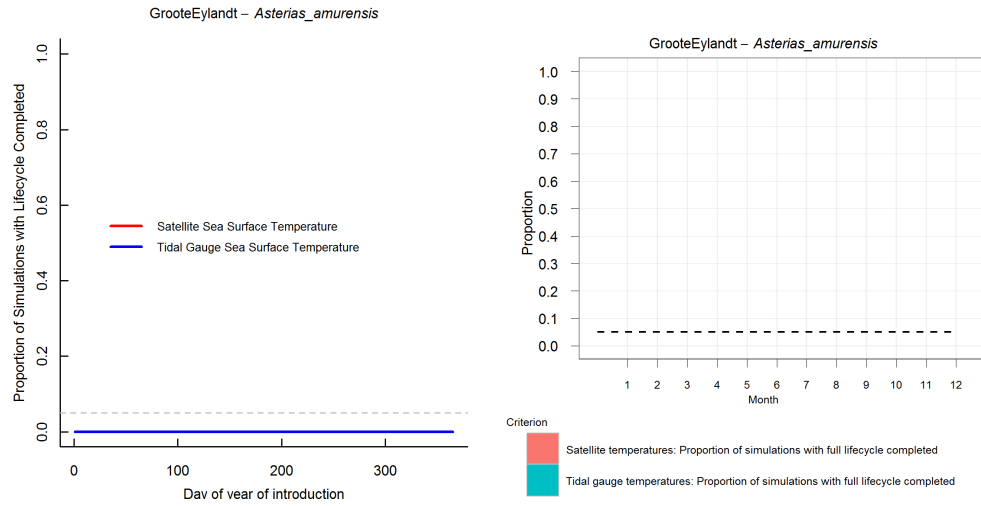 GrooteEylandt – Asterias_amurensis
Proportion of Simulations with Lifecycle Completed
1.0
0.8
0.6
0.4
0.2
0.0
Satellite Sea Surface Temperature
Tidal Gauge Sea Surface Temperature
0 100 200 300
Day of year of introduction
GrooteEylandt – Asterias_amurensis
Proportion
1.0
0.9
0.8
0.7
0.6
0.5
0.4
0.3
0.2
0.1
0.0
1 2 3 4 5 6 7 8 9 10 11 12
Month
Criterion
Satellite temperatures: Proportion of simulations with full lifecycle completed
Tidal gauge temperatures: Proportion of simulations with full lifecycle completed